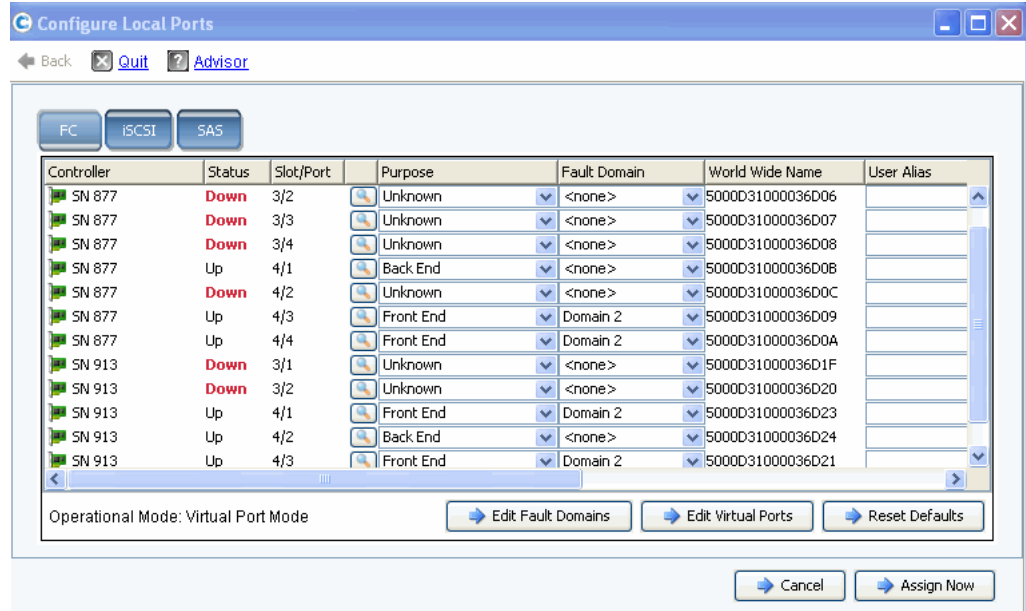 Configure Local Ports
Back Quit Advisor
FC iSCSI SAS
Controller Status Slot/Port Purpose Fault Domain World Wide Name User Alias
SN 877 Down 3/2 Unknown <none> 5000D31000036D06
SN 877 Down 3/3 Unknown <none> 5000D31000036D07
SN 877 Down 3/4 Unknown <none> 5000D31000036D08
SN 877 Up 4/1 Back End <none> 5000D31000036D0B
SN 877 Down 4/2 Unknown <none> 5000D31000036D0C
SN 877 Up 4/3 Front End Domain 2 5000D31000036D09
SN 877 Up 4/4 Front End Domain 2 5000D31000036D0A
SN 913 Down 3/1 Unknown <none> 5000D31000036D1F
SN 913 Down 3/2 Unknown <none> 5000D31000036D20
SN 913 Up 4/1 Front End Domain 2 5000D31000036D23
SN 913 Up 4/2 Back End <none> 5000D31000036D24
SN 913 Up 4/3 Front End Domain 2 5000D31000036D21
Operational Mode: Virtual Port Mode Edit Fault Domains Edit Virtual Ports Reset Defaults
Cancel Assign Now